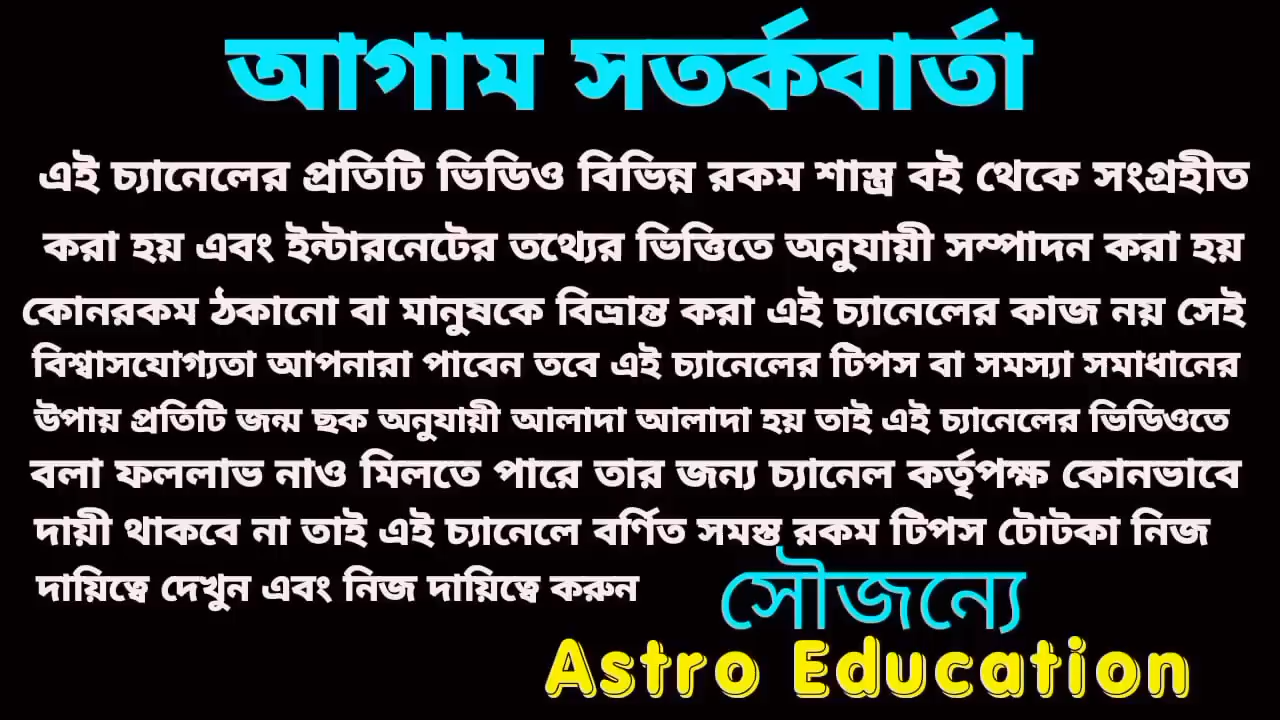 আগাম সতর্কবার্তা
এই চ্যানেলের প্রতিটি ভিডিও বিভিন্ন রকম শাস্ত্র বই থেকে সংগ্রহীত
করা হয় এবং ইন্টারনেটের তথ্যের ভিত্তিতে অনুযায়ী সম্পাদন করা হয়
কোনরকম ঠকানো বা মানুষকে বিভ্রান্ত করা এই চ্যানেলের কাজ নয় সেই
বিশ্বাসযোগ্যতা আপনারা পাবেন তবে এই চ্যানেলের টিপস বা সমস্যা সমাধানের
উপায় প্রতিটি জন্ম ছক অনুযায়ী আলাদা আলাদা হয় তাই এই চ্যানেলের ভিডিওতে
বলা ফললাভ নাও মিলতে পারে তার জন্য চ্যানেল কর্তৃপক্ষ কোনভাবে
দায়ী থাকবে না তাই এই চ্যানেলে বর্ণিত সমস্ত রকম টিপস টোটকা নিজ
দায়িত্বে দেখুন এবং নিজ দায়িত্বে করুন
সৌজন্যে
Astro Education